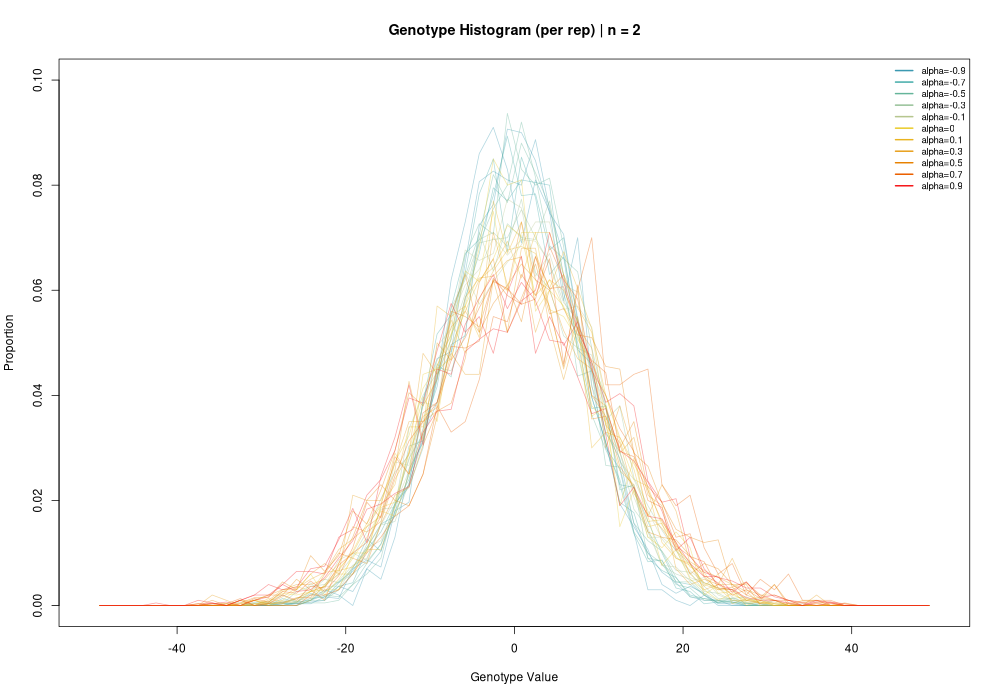 Genotype Histogram (per rep) | n = 2
alpha=-0.9
alpha=-0.7
alpha=-0.5
alpha=-0.3
alpha=-0.1
alpha=0
alpha=0.1
alpha=0.3
alpha=0.5
alpha=0.7
alpha=0.9
Proportion
0.10
0.08
0.06
0.04
0.02
0.00
-40
-20
0
20
40
Genotype Value